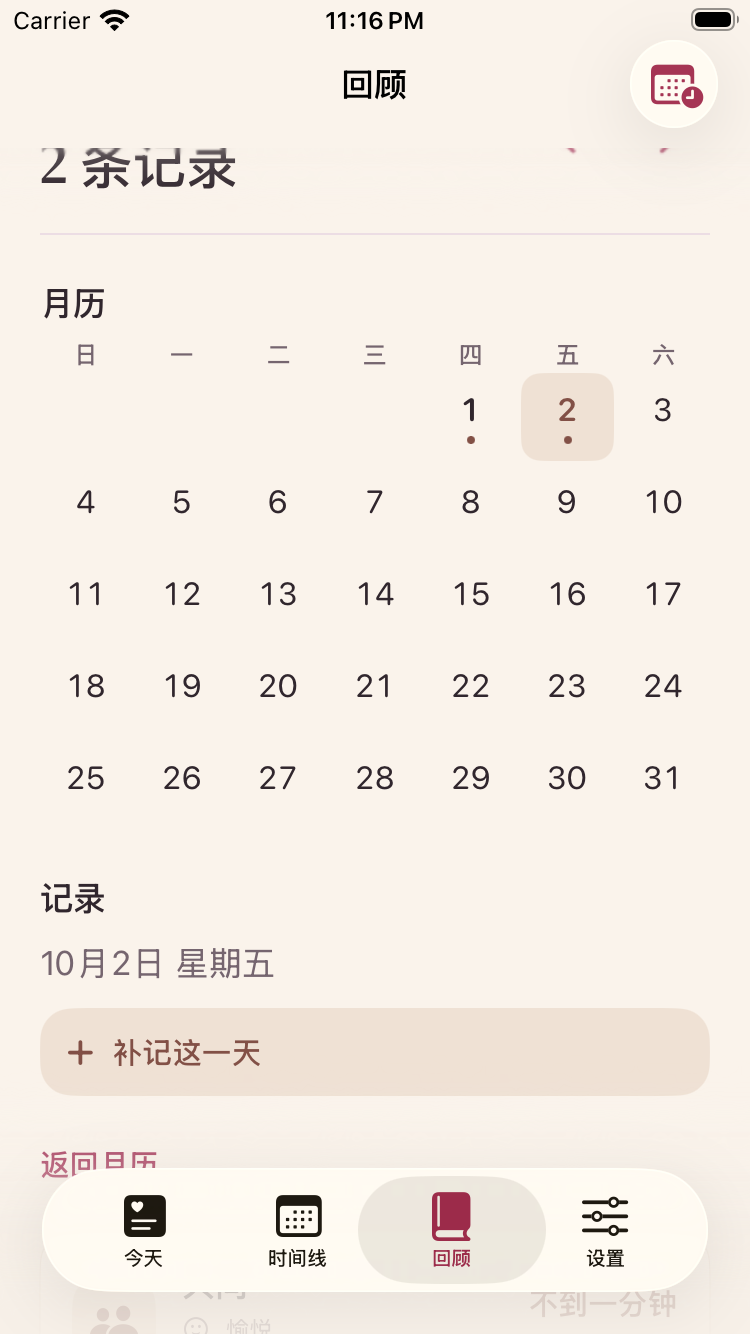 Carrier 11:16 PM
回顾
2 条记录
月历
日 一 二 三 四 五 六
1 2 3
4 5 6 7 8 9 10
11 12 13 14 15 16 17
18 19 20 21 22 23 24
25 26 27 28 29 30 31
记录
10月2日 星期五
+ 补记这一天
返回月历
今天 时间线 回顾 设置
不到一分钟
愉悦